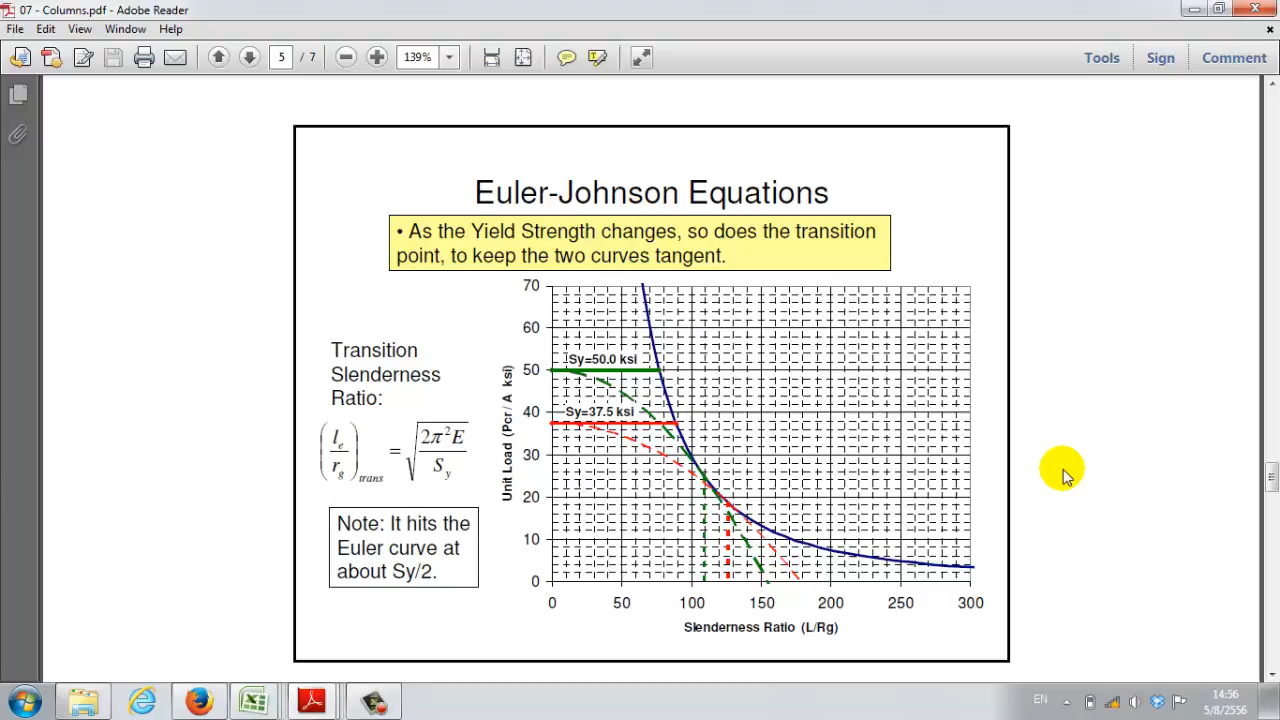 07 - Columns.pdf - Adobe Reader
File Edit View Window Help
5 / 7 139% Tools Sign Comment
Euler-Johnson Equations
• As the Yield Strength changes, so does the transition
point, to keep the two curves tangent.
Transition
Slenderness
Ratio:
(l_e / r_g)_trans = √(2π²E / S_y)
Note: It hits the
Euler curve at
about Sy/2.
Unit Load (Pcr / A ksi)
70
60
50
40
30
20
10
0
Sy=50.0 ksi
Sy=37.5 ksi
0 50 100 150 200 250 300
Slenderness Ratio (L/Rg)
EN
14:56
5/8/2556